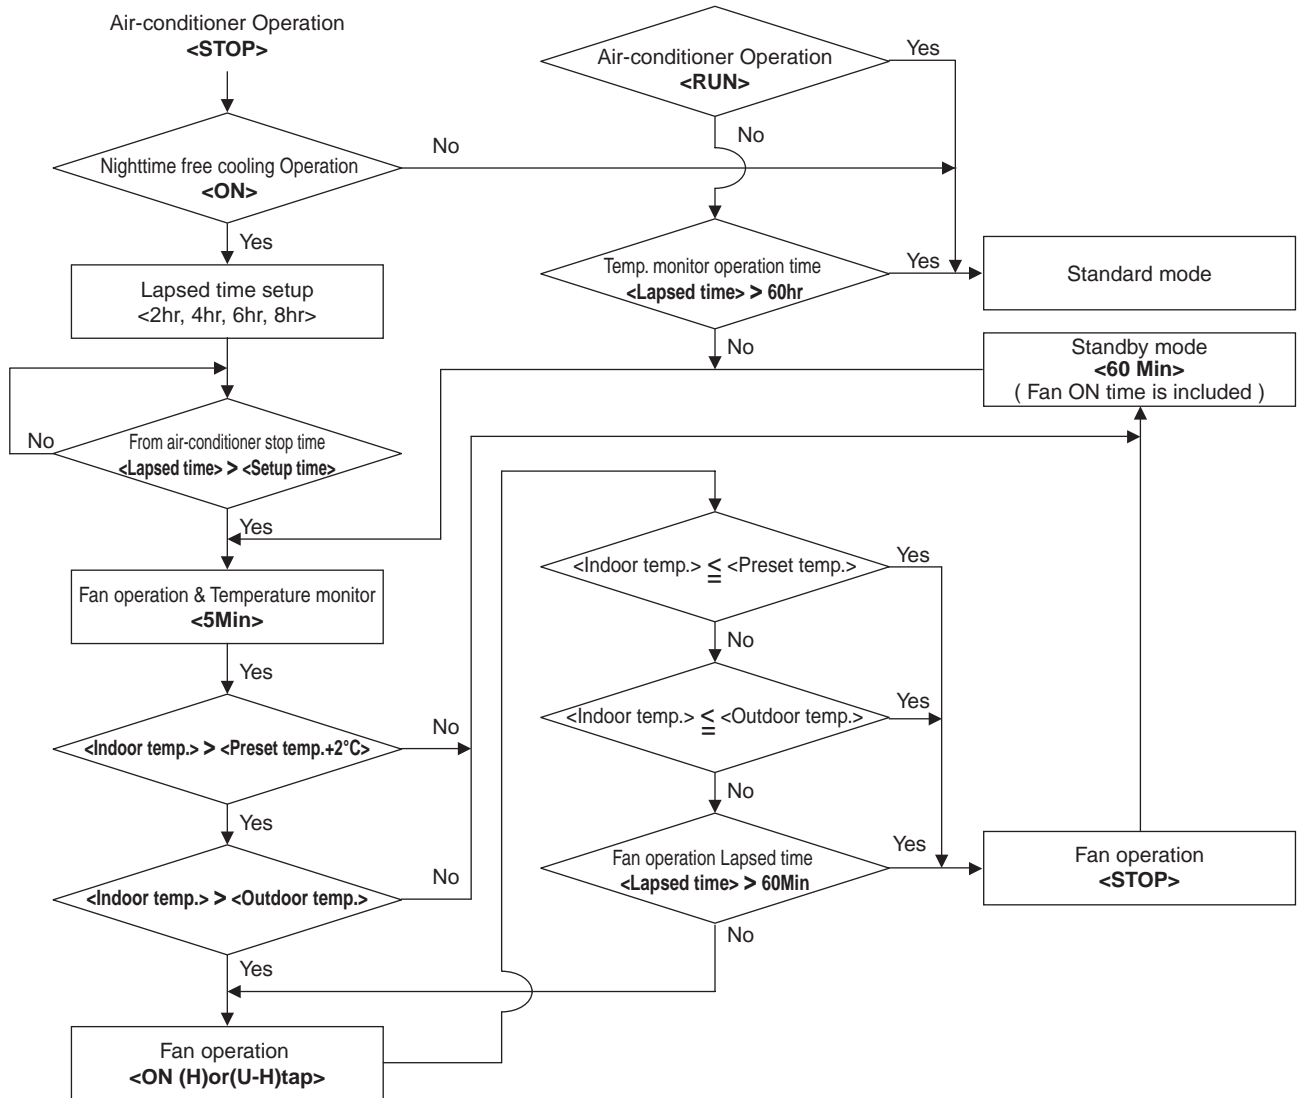 Air-conditioner Operation
<STOP>
Nighttime free cooling Operation
<ON>
No
Yes
Lapsed time setup
<2hr, 4hr, 6hr, 8hr>
No
From air-conditioner stop time
<Lapsed time> > <Setup time>
Yes
Fan operation & Temperature monitor
<5Min>
Yes
<Indoor temp.> > <Preset temp.+2°C>
No
Yes
<Indoor temp.> > <Outdoor temp.>
No
Yes
Fan operation
<ON (H)or(U-H)tap>
Air-conditioner Operation
<RUN>
Yes
No
Temp. monitor operation time
<Lapsed time> > 60hr
Yes
No
Standard mode
Standby mode
<60 Min>
( Fan ON time is included )
<Indoor temp.> ≦ <Preset temp.>
Yes
No
<Indoor temp.> ≦ <Outdoor temp.>
Yes
No
Fan operation Lapsed time
<Lapsed time> > 60Min
Yes
No
Fan operation
<STOP>